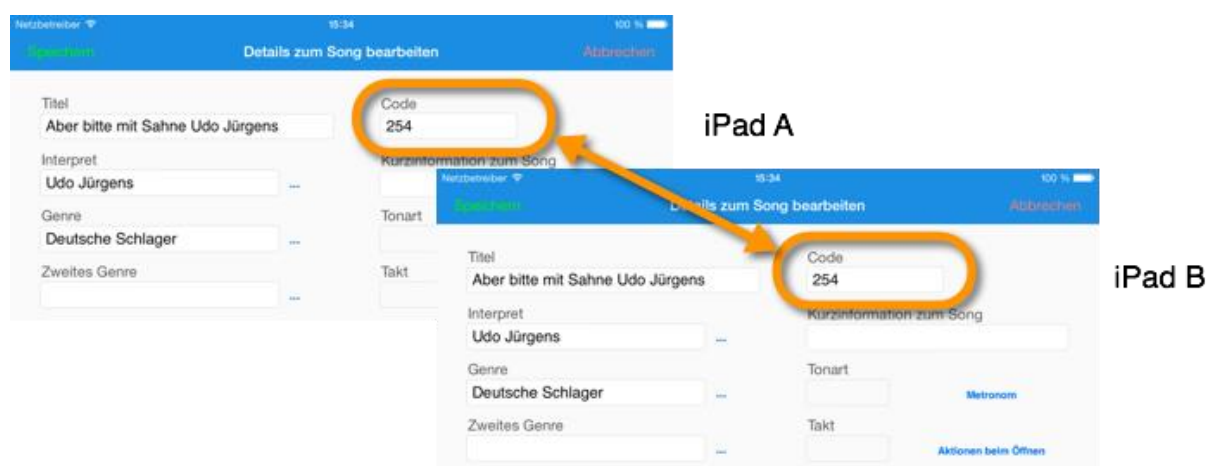 Netzbetreiber 15:34 100 %
Speichern Details zum Song bearbeiten Abbrechen
Titel Code
Aber bitte mit Sahne Udo Jürgens 254
Interpret Kurzinformation zum Song
Udo Jürgens ...
Genre Tonart
Deutsche Schlager ...
Zweites Genre Takt
...
iPad A
Netzbetreiber 15:34 100 %
Speichern Details zum Song bearbeiten Abbrechen
Titel Code
Aber bitte mit Sahne Udo Jürgens 254
Interpret Kurzinformation zum Song
Udo Jürgens ...
Genre Tonart
Deutsche Schlager ... Metronom
Zweites Genre Takt
... Aktionen beim Öffnen
iPad B